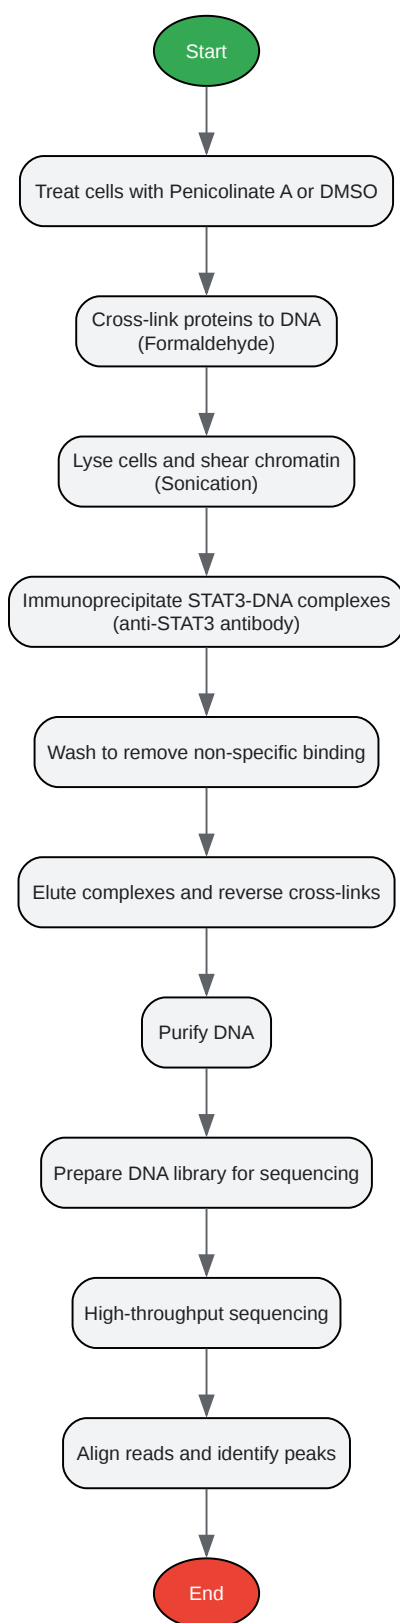 Start
Treat cells with Penicolinate A or DMSO
Cross-link proteins to DNA
(Formaldehyde)
Lyse cells and shear chromatin
(Sonication)
Immunoprecipitate STAT3-DNA complexes
(anti-STAT3 antibody)
Wash to remove non-specific binding
Elute complexes and reverse cross-links
Purify DNA
Prepare DNA library for sequencing
High-throughput sequencing
Align reads and identify peaks
End